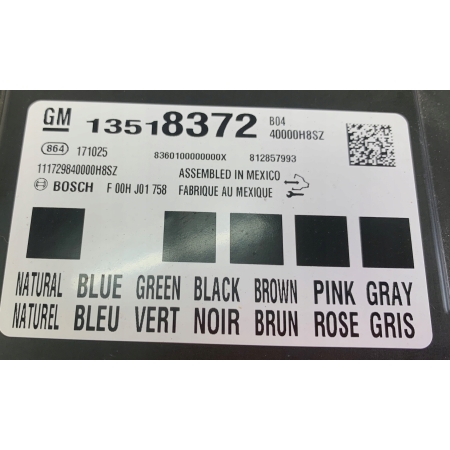 GM 13518372 B04
40000H8SZ
864 171025 8360100000000X 812857993
111729840000H8SZ ASSEMBLED IN MEXICO
BOSCH F 00H J01 758 FABRIQUE AU MEXIQUE
NATURAL BLUE GREEN BLACK BROWN PINK GRAY
NATUREL BLEU VERT NOIR BRUN ROSE GRIS